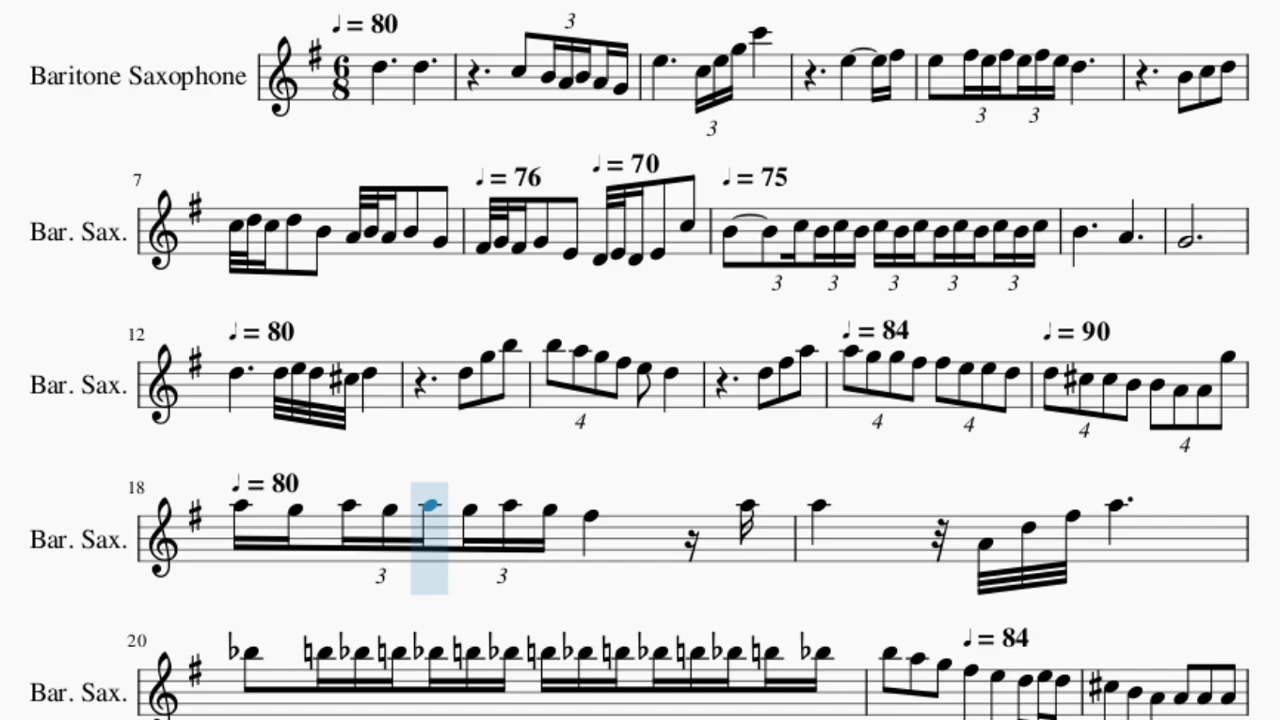 ♩ = 80
Baritone Saxophone 6 8
3
3
3 3
7 ♩ = 76 ♩ = 70 ♩ = 75
Bar. Sax.
3 3 3 3 3
12 ♩ = 80 ♩ = 84 ♩ = 90
Bar. Sax.
4 4 4 4 4
18 ♩ = 80
Bar. Sax.
3 3
20 ♩ = 84
Bar. Sax.